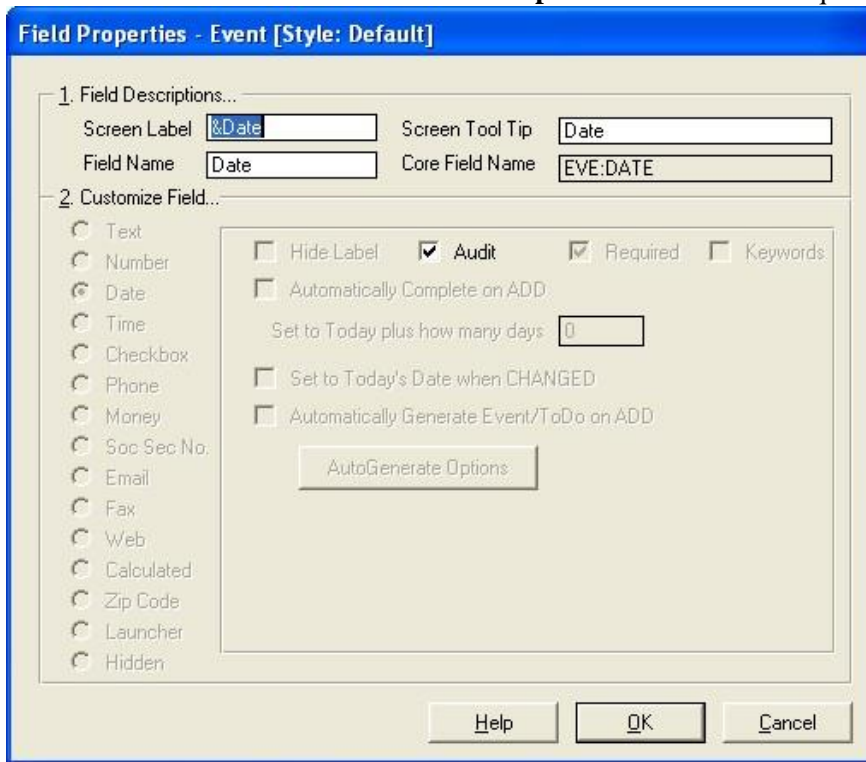 Field Properties - Event [Style: Default]
1. Field Descriptions...
Screen Label &Date Screen Tool Tip Date
Field Name Date Core Field Name EVE:DATE
2. Customize Field...
Text
Number
Date
Time
Checkbox
Phone
Money
Soc Sec No.
Email
Fax
Web
Calculated
Zip Code
Launcher
Hidden
Hide Label Audit Required Keywords
Automatically Complete on ADD
Set to Today plus how many days 0
Set to Today's Date when CHANGED
Automatically Generate Event/ToDo on ADD
AutoGenerate Options
Help OK Cancel